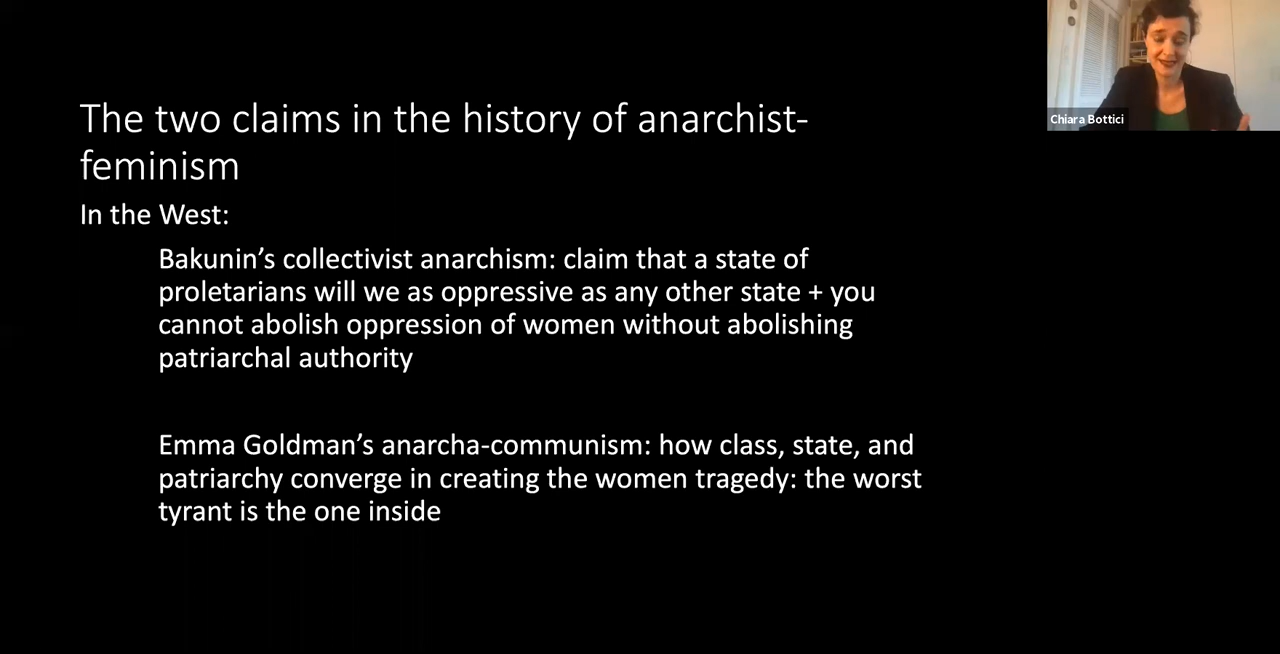 The two claims in the history of anarchist-
feminism
In the West:
Bakunin’s collectivist anarchism: claim that a state of
proletarians will we as oppressive as any other state + you
cannot abolish oppression of women without abolishing
patriarchal authority
Emma Goldman’s anarcha-communism: how class, state, and
patriarchy converge in creating the women tragedy: the worst
tyrant is the one inside
Chiara Bottici